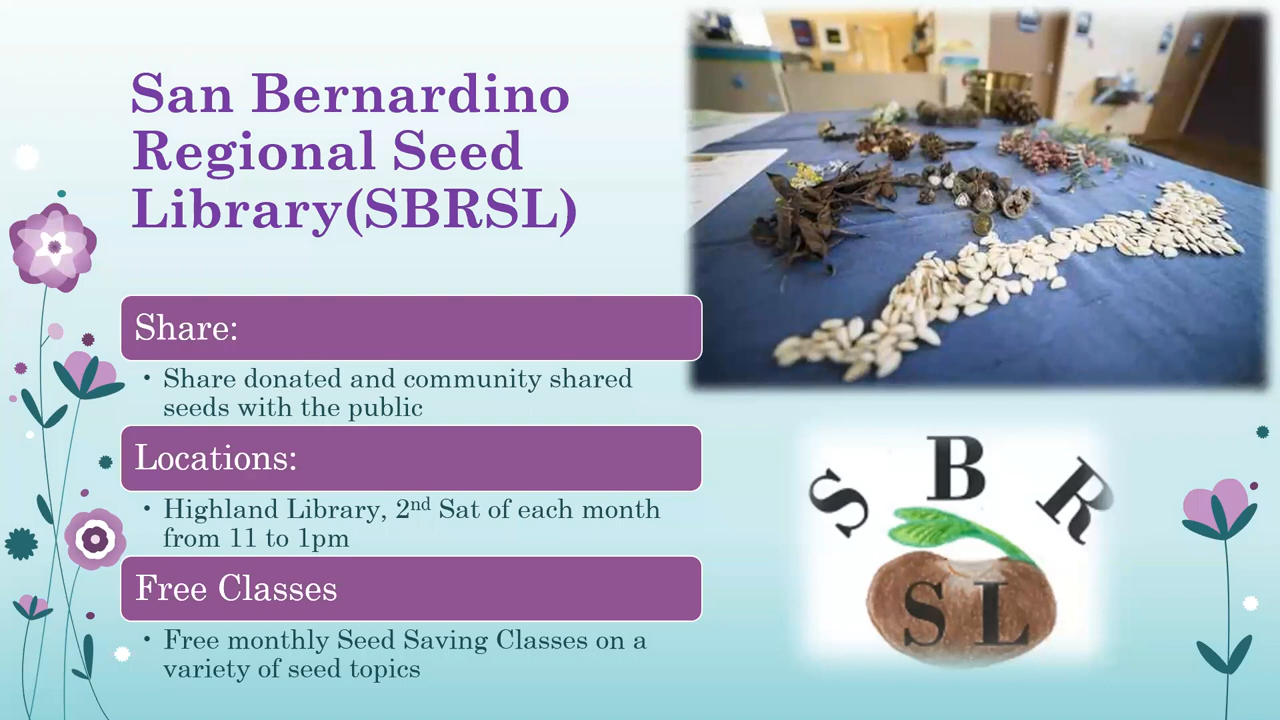 San Bernardino
Regional Seed
Library(SBRSL)
Share:
• Share donated and community shared
seeds with the public
Locations:
• Highland Library, 2nd Sat of each month
from 11 to 1pm
Free Classes
• Free monthly Seed Saving Classes on a
variety of seed topics
S B R
S L